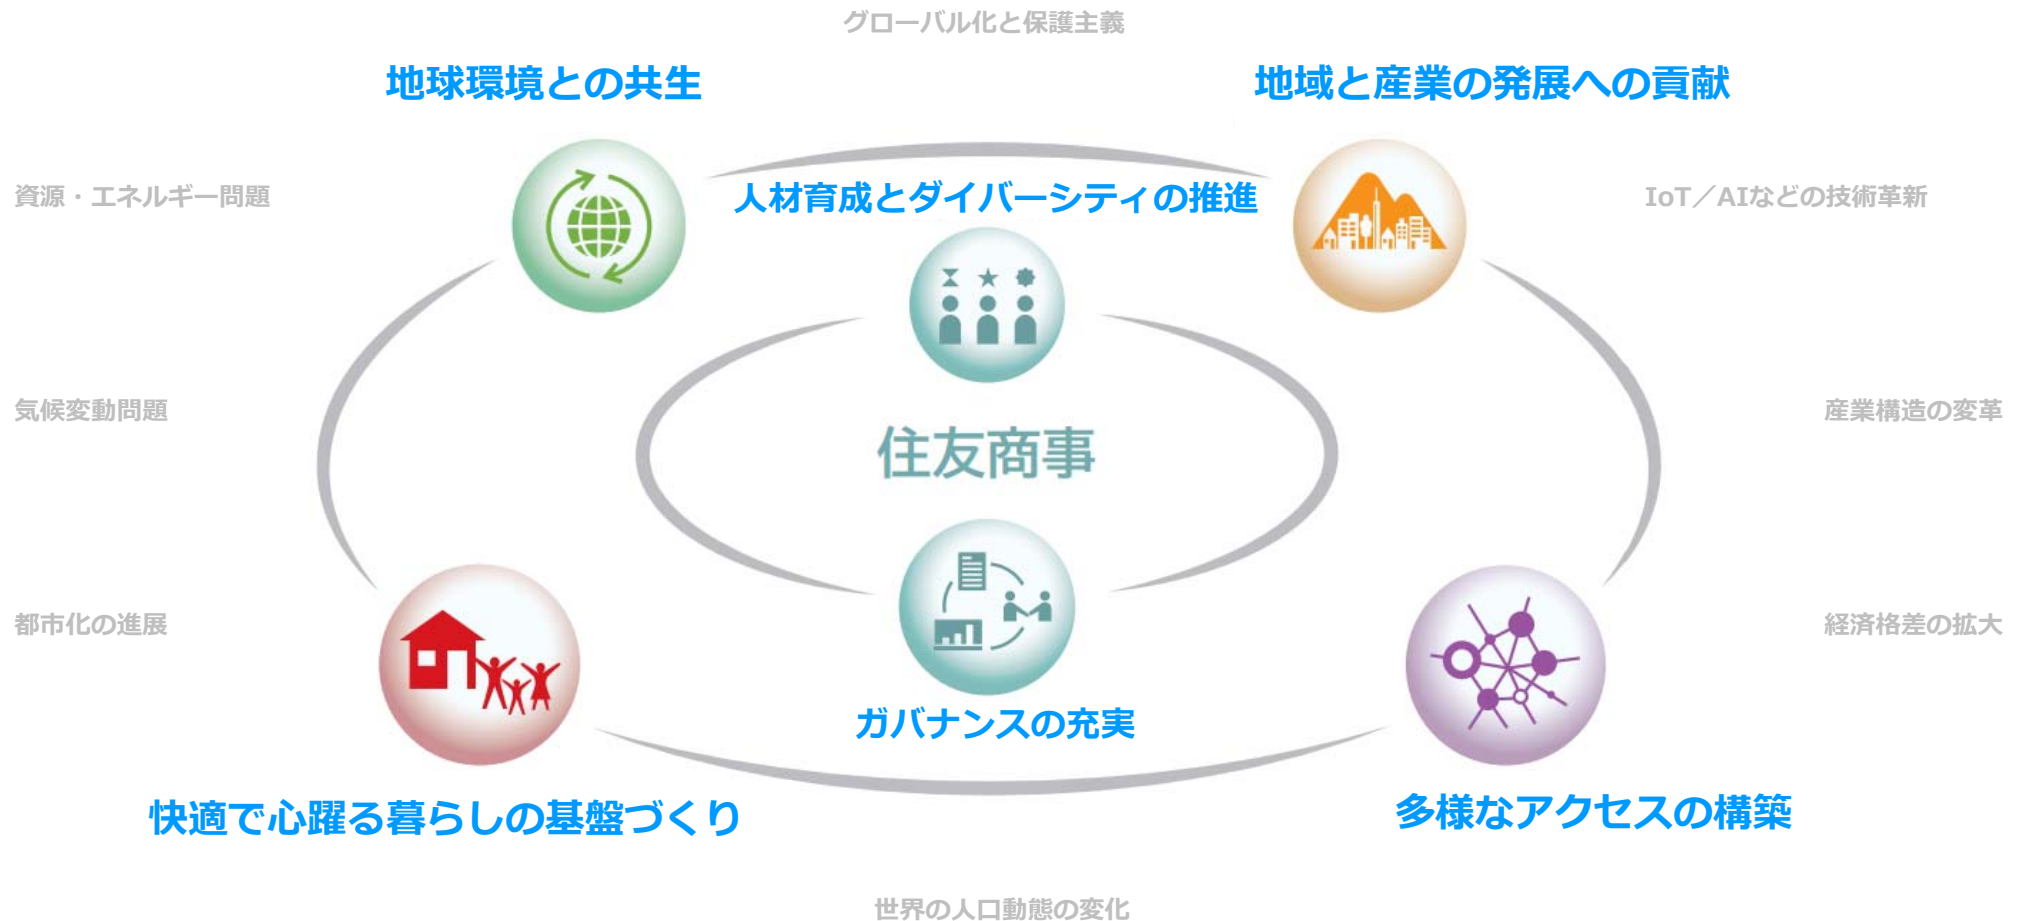 グローバル化と保護主義
地球環境との共生
地域と産業の発展への貢献
資源・エネルギー問題
人材育成とダイバーシティの推進
IoT／AIなどの技術革新
気候変動問題
産業構造の変革
住友商事
都市化の進展
経済格差の拡大
ガバナンスの充実
快適で心躍る暮らしの基盤づくり
多様なアクセスの構築
世界の人口動態の変化